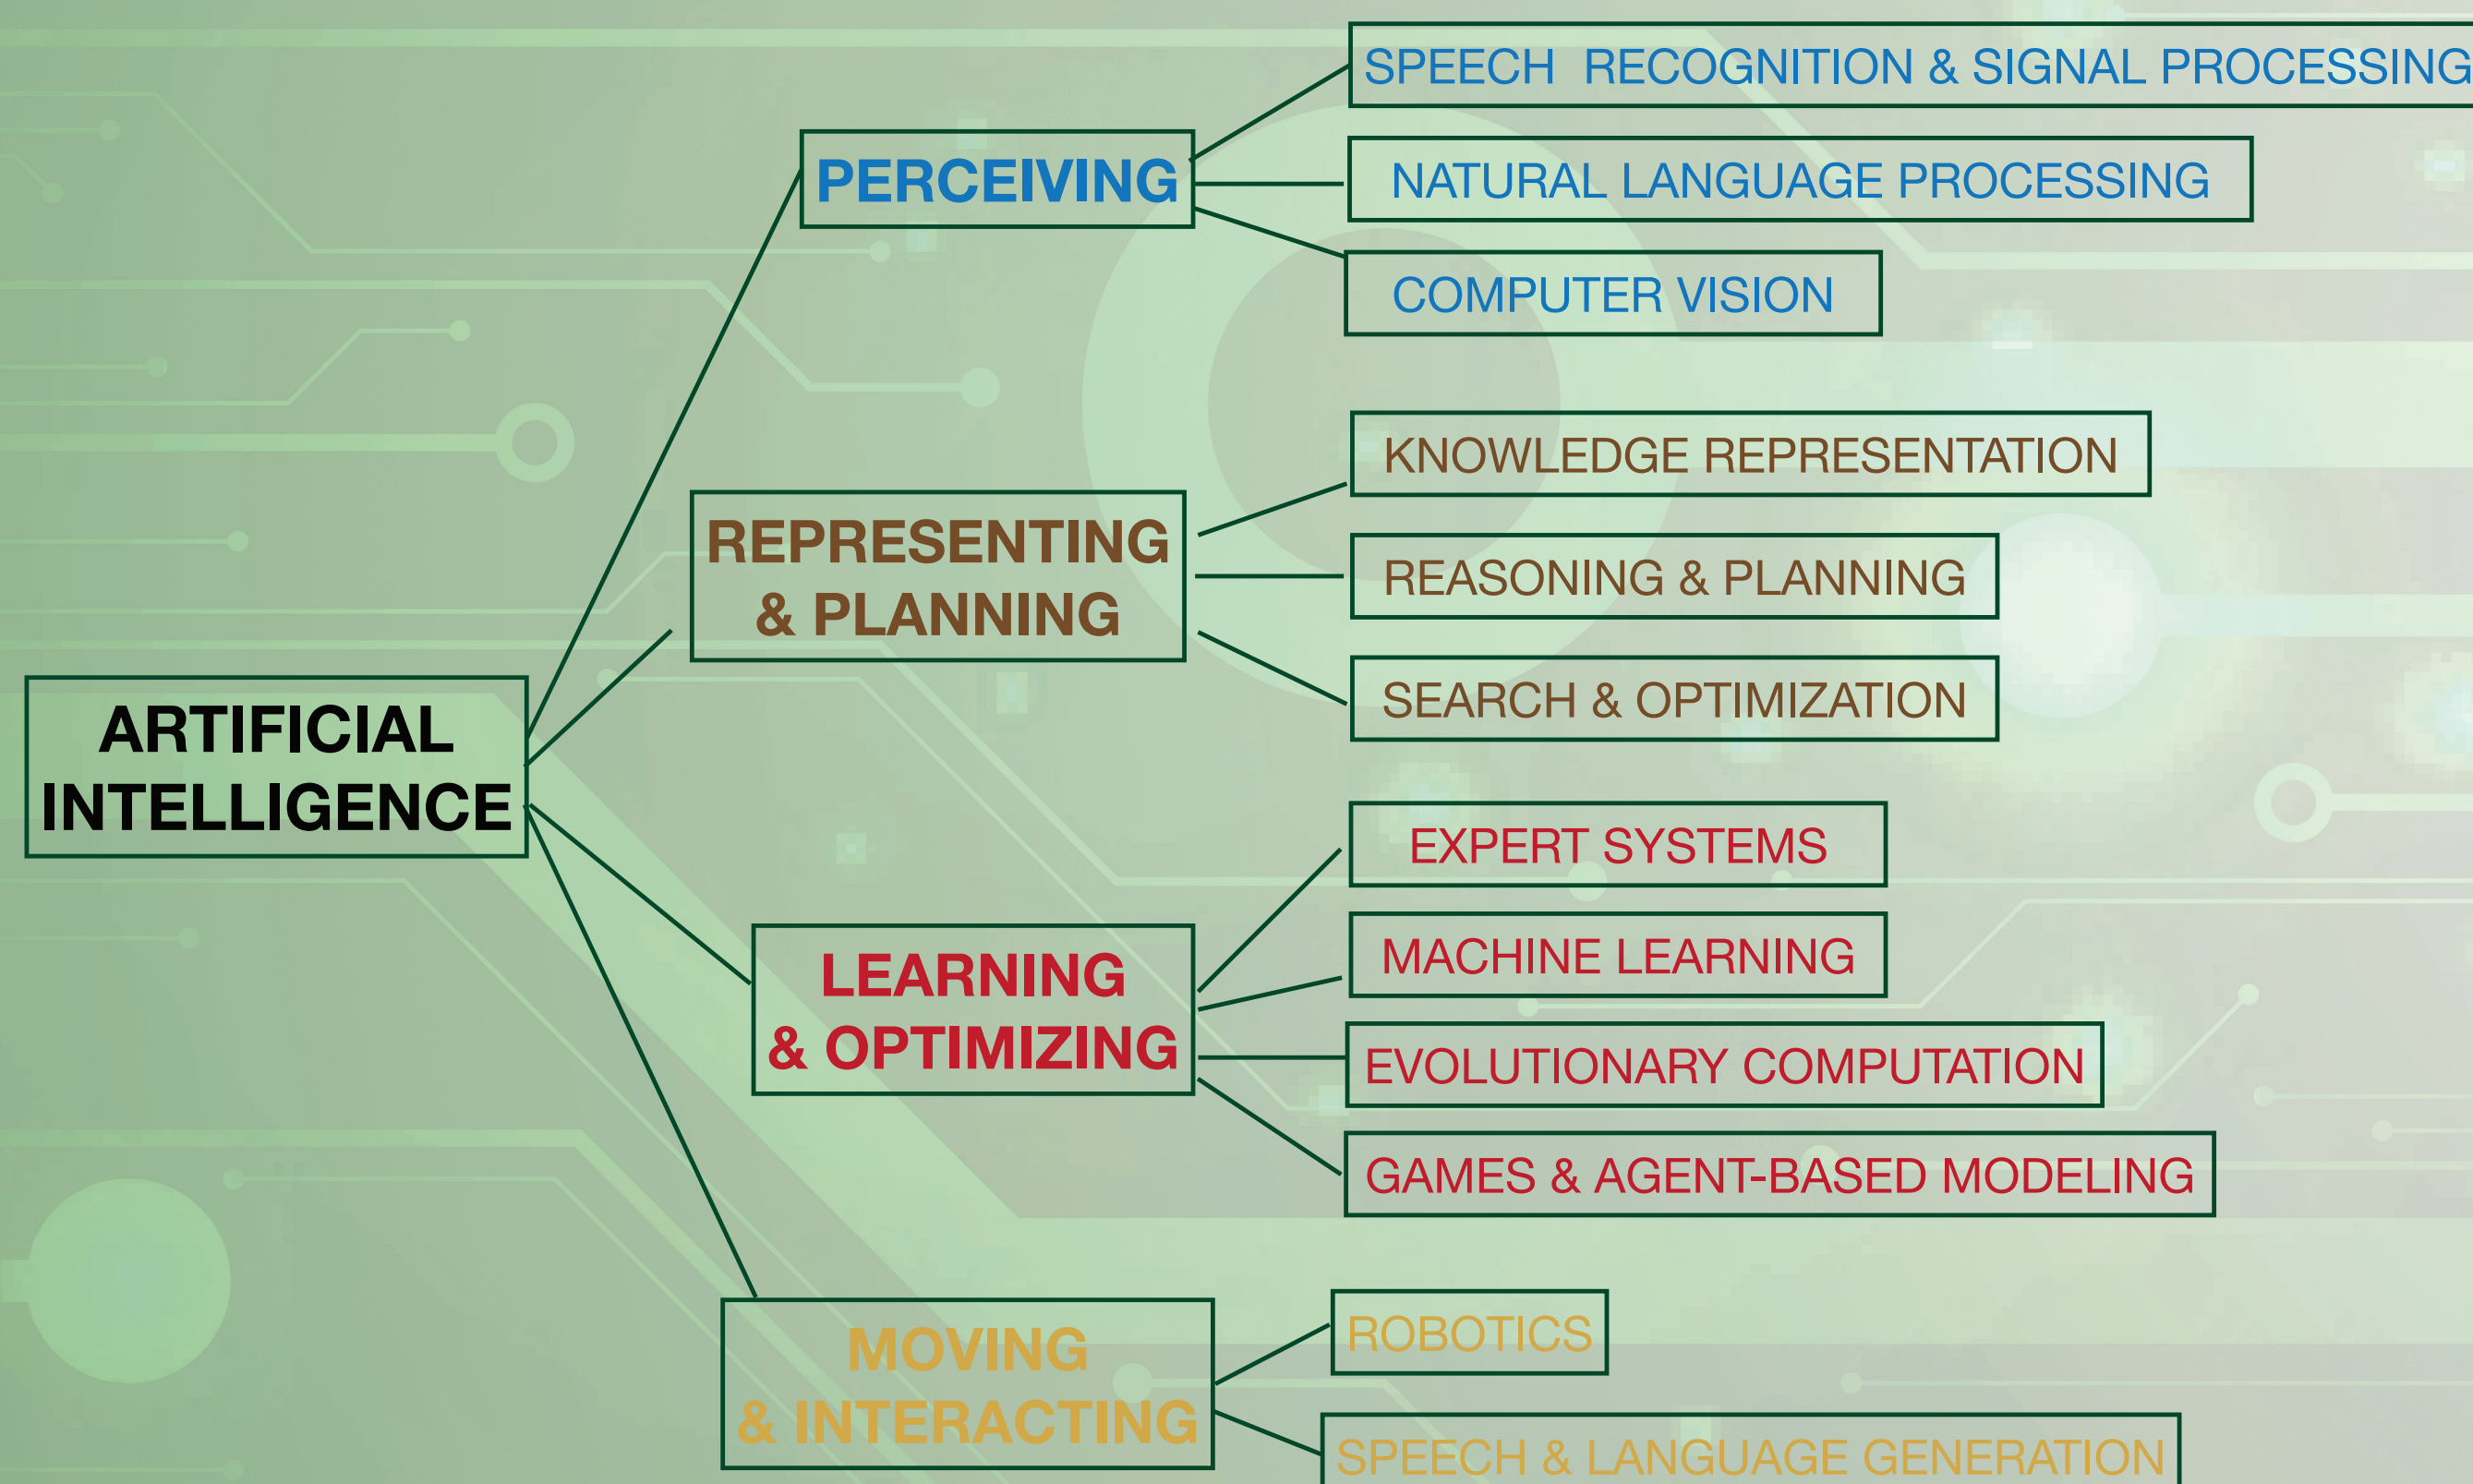 SPEECH RECOGNITION & SIGNAL PROCESSING
PERCEIVING
NATURAL LANGUAGE PROCESSING
COMPUTER VISION
KNOWLEDGE REPRESENTATION
REPRESENTING
& PLANNING
REASONING & PLANNING
SEARCH & OPTIMIZATION
ARTIFICIAL
INTELLIGENCE
EXPERT SYSTEMS
LEARNING
& OPTIMIZING
MACHINE LEARNING
EVOLUTIONARY COMPUTATION
GAMES & AGENT-BASED MODELING
MOVING
& INTERACTING
ROBOTICS
SPEECH & LANGUAGE GENERATION